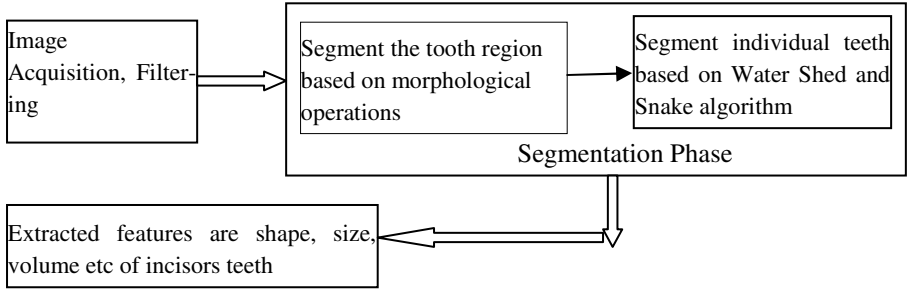 Image
Acquisition, Filter-
ing
Segment the tooth region
based on morphological
operations
Segment individual teeth
based on Water Shed and
Snake algorithm
Segmentation Phase
Extracted features are shape, size,
volume etc of incisors teeth